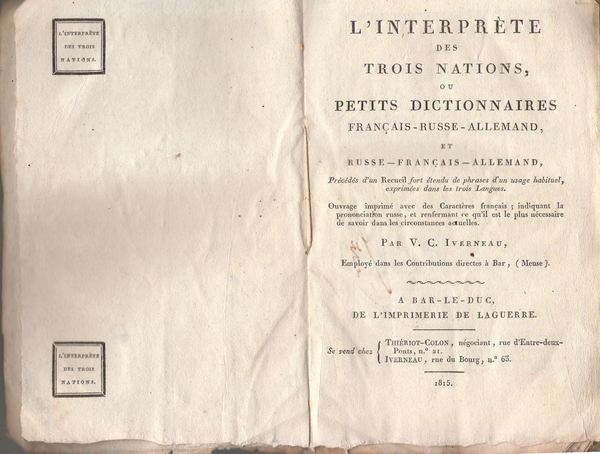 L'INTERPRÈTE
DES TROIS
NATIONS.
L'INTERPRÈTE
DES TROIS
NATIONS.
L'INTERPRÈTE
DES
TROIS NATIONS,
OU
PETITS DICTIONNAIRES
FRANÇAIS-RUSSE-ALLEMAND,
ET
RUSSE—FRANÇAIS—ALLEMAND,
Précédés d'un Recueil fort étendu de phrases d'un usage habituel,
exprimées dans les trois Langues.
Ouvrage imprimé avec des Caractères français; indiquant la
prononciation russe, et renfermant ce qu'il est le plus nécessaire
de savoir dans les circonstances actuelles.
PAR V. C. IVERNEAU,
Employé dans les Contributions directes à Bar, (Meuse).
A BAR-LE-DUC,
DE L'IMPRIMERIE DE LAGUERRE.
Se vend chez { THÉRIOT-COLON, négociant, rue d'Entre-deux-
Ponts, n.° 21.
IVERNEAU, rue du Bourg, n.° 63.
1815.